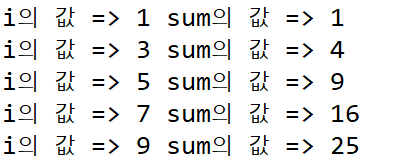 i의 값 => 1 sum의 값 => 1
i의 값 => 3 sum의 값 => 4
i의 값 => 5 sum의 값 => 9
i의 값 => 7 sum의 값 => 16
i의 값 => 9 sum의 값 => 25